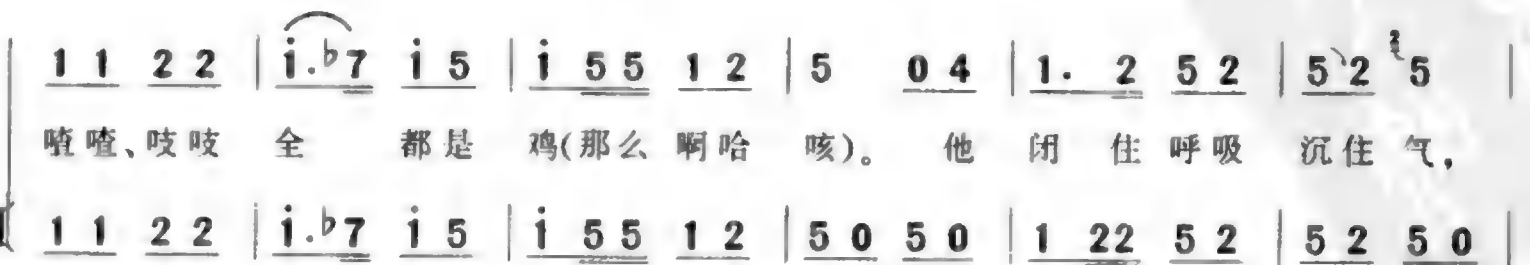 1 1 2 2 | i. ♭7 i 5 | i 5 5 1 2 | 5 0 4 | 1. 2 5 2 | 5 2 ²5 |
喳喳、吱吱 全 都是 鸡(那么 啊哈 咳)。 他 闭 住 呼吸 沉住 气,
1 1 2 2 | i. ♭7 i 5 | i 5 5 1 2 | 5 0 5 0 | 1 2 2 5 2 | 5 2 5 0 |